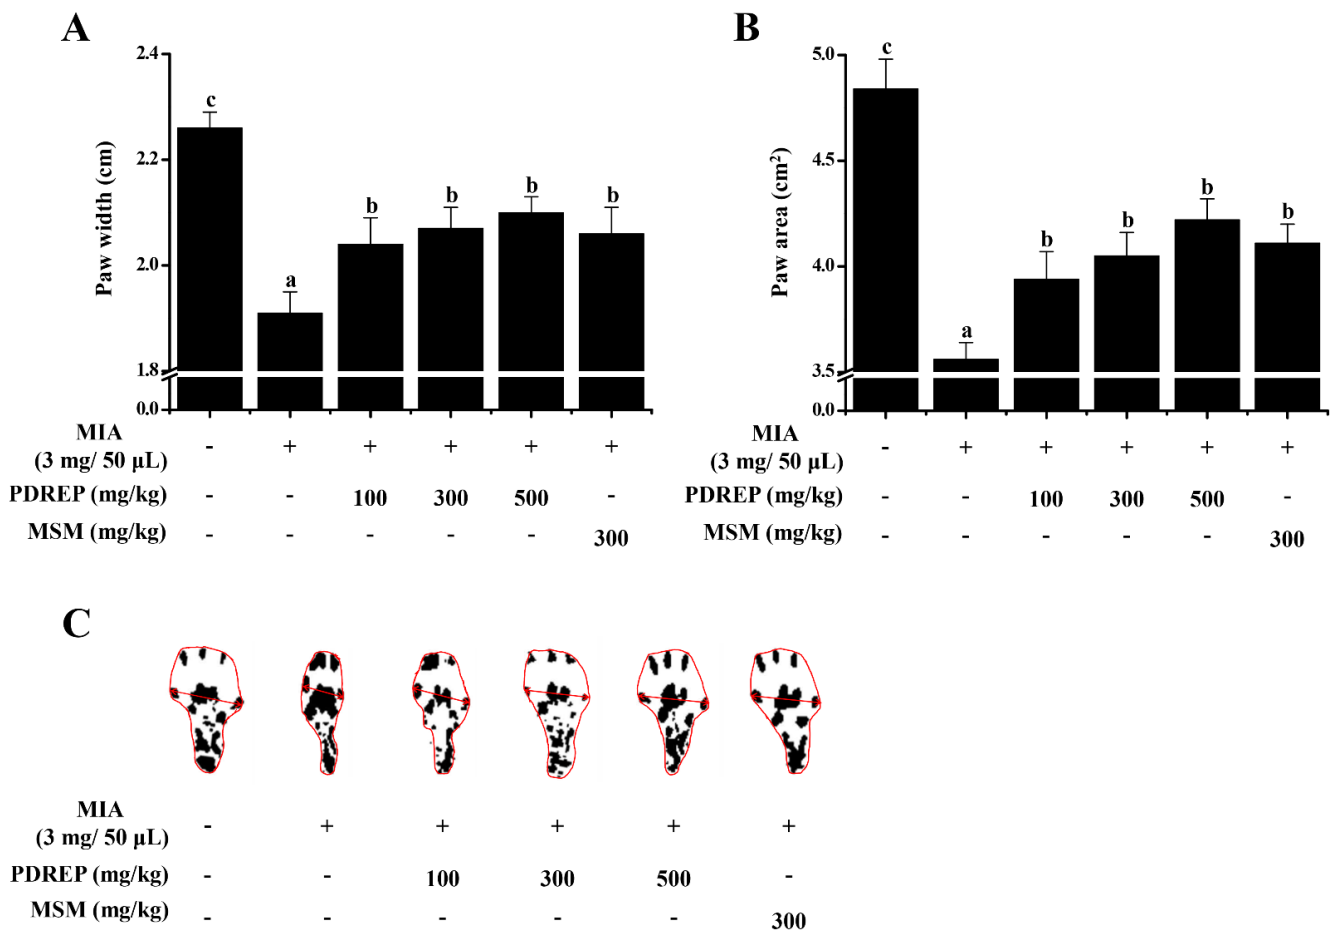 A
2.4
2.2
2.0
1.8
0.0
Paw width (cm)
c
a
b
b
b
b
MIA
(3 mg/ 50 μL)
- + + + + +
PDREP (mg/kg) - - 100 300 500 -
MSM (mg/kg) - - - - - 300
B
5.0
4.5
4.0
3.5
0.0
Paw area (cm²)
c
a
b
b
b
b
MIA
(3 mg/ 50 μL)
- + + + + +
PDREP (mg/kg) - - 100 300 500 -
MSM (mg/kg) - - - - - 300
C
MIA
(3 mg/ 50 μL)
- + + + + +
PDREP (mg/kg) - - 100 300 500 -
MSM (mg/kg) - - - - - 300